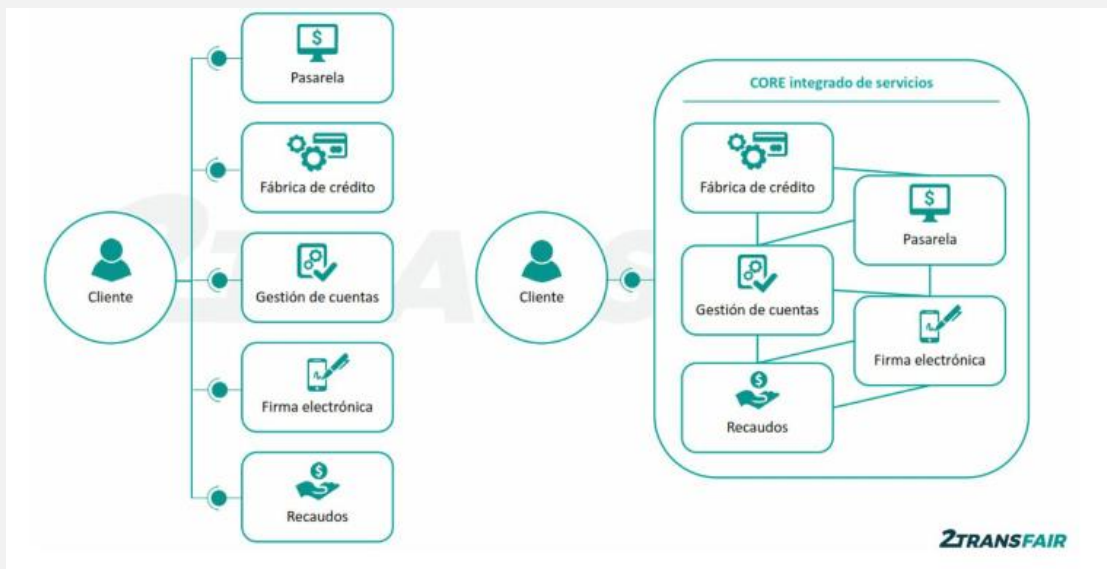 $
Pasarela
Fábrica de crédito
Cliente
Gestión de cuentas
Firma electrónica
$
Recaudos
CORE integrado de servicios
Fábrica de crédito
$
Pasarela
Cliente
Gestión de cuentas
Firma electrónica
$
Recaudos
2TRANSFAIR